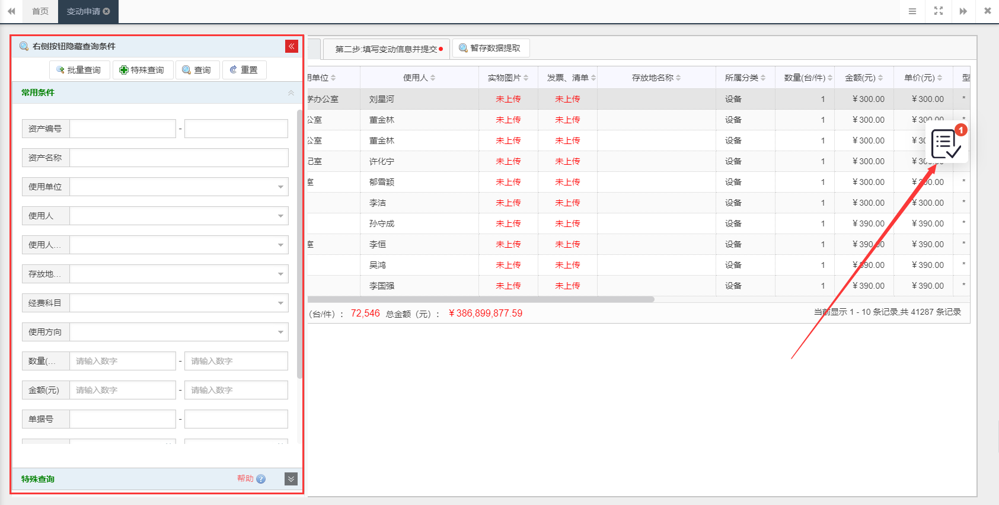 首页
变动申请
右侧按钮隐藏查询条件
批量查询
特殊查询
查询
重置
常用条件
资产编号 -
资产名称
使用单位
使用人
使用人...
存放地...
经费科目
使用方向
数量(... 请输入数字 - 请输入数字
金额(元) 请输入数字 - 请输入数字
单据号 -
特殊查询 帮助
第二步:填写变动信息并提交
暂存数据提取
用单位 使用人 实物图片 发票、清单 存放地名称 所属分类 数量(台/件) 金额(元) 单价(元) 型
学办公室 刘星河 未上传 未上传 设备 1 ￥300.00 ￥300.00 *
公室 董金林 未上传 未上传 设备 1 ￥300.00 ￥300.00 *
公室 董金林 未上传 未上传 设备 1 ￥300.00 ￥30
记室 许化宁 未上传 未上传 设备 1 ￥300.00 ￥300.00
室 郁雪颖 未上传 未上传 设备 1 ￥300.00 ￥300.00 *
李洁 未上传 未上传 设备 1 ￥300.00 ￥300.00 *
孙守成 未上传 未上传 设备 1 ￥390.00 ￥390.00 *
室 李恒 未上传 未上传 设备 1 ￥390.00 ￥390.00 *
吴鸿 未上传 未上传 设备 1 ￥390.00 ￥390.00 *
李国强 未上传 未上传 设备 1 ￥390.00 ￥390.00 *
1
(台/件)： 72,546 总金额（元）： ￥386,899,877.59
当前显示 1 - 10 条记录,共 41287 条记录